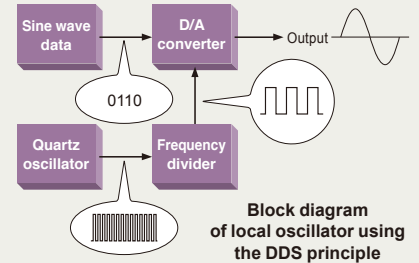 Sine wave
data
D/A
converter
Output
0110
Quartz
oscillator
Frequency
divider
Block diagram
of local oscillator using
the DDS principle